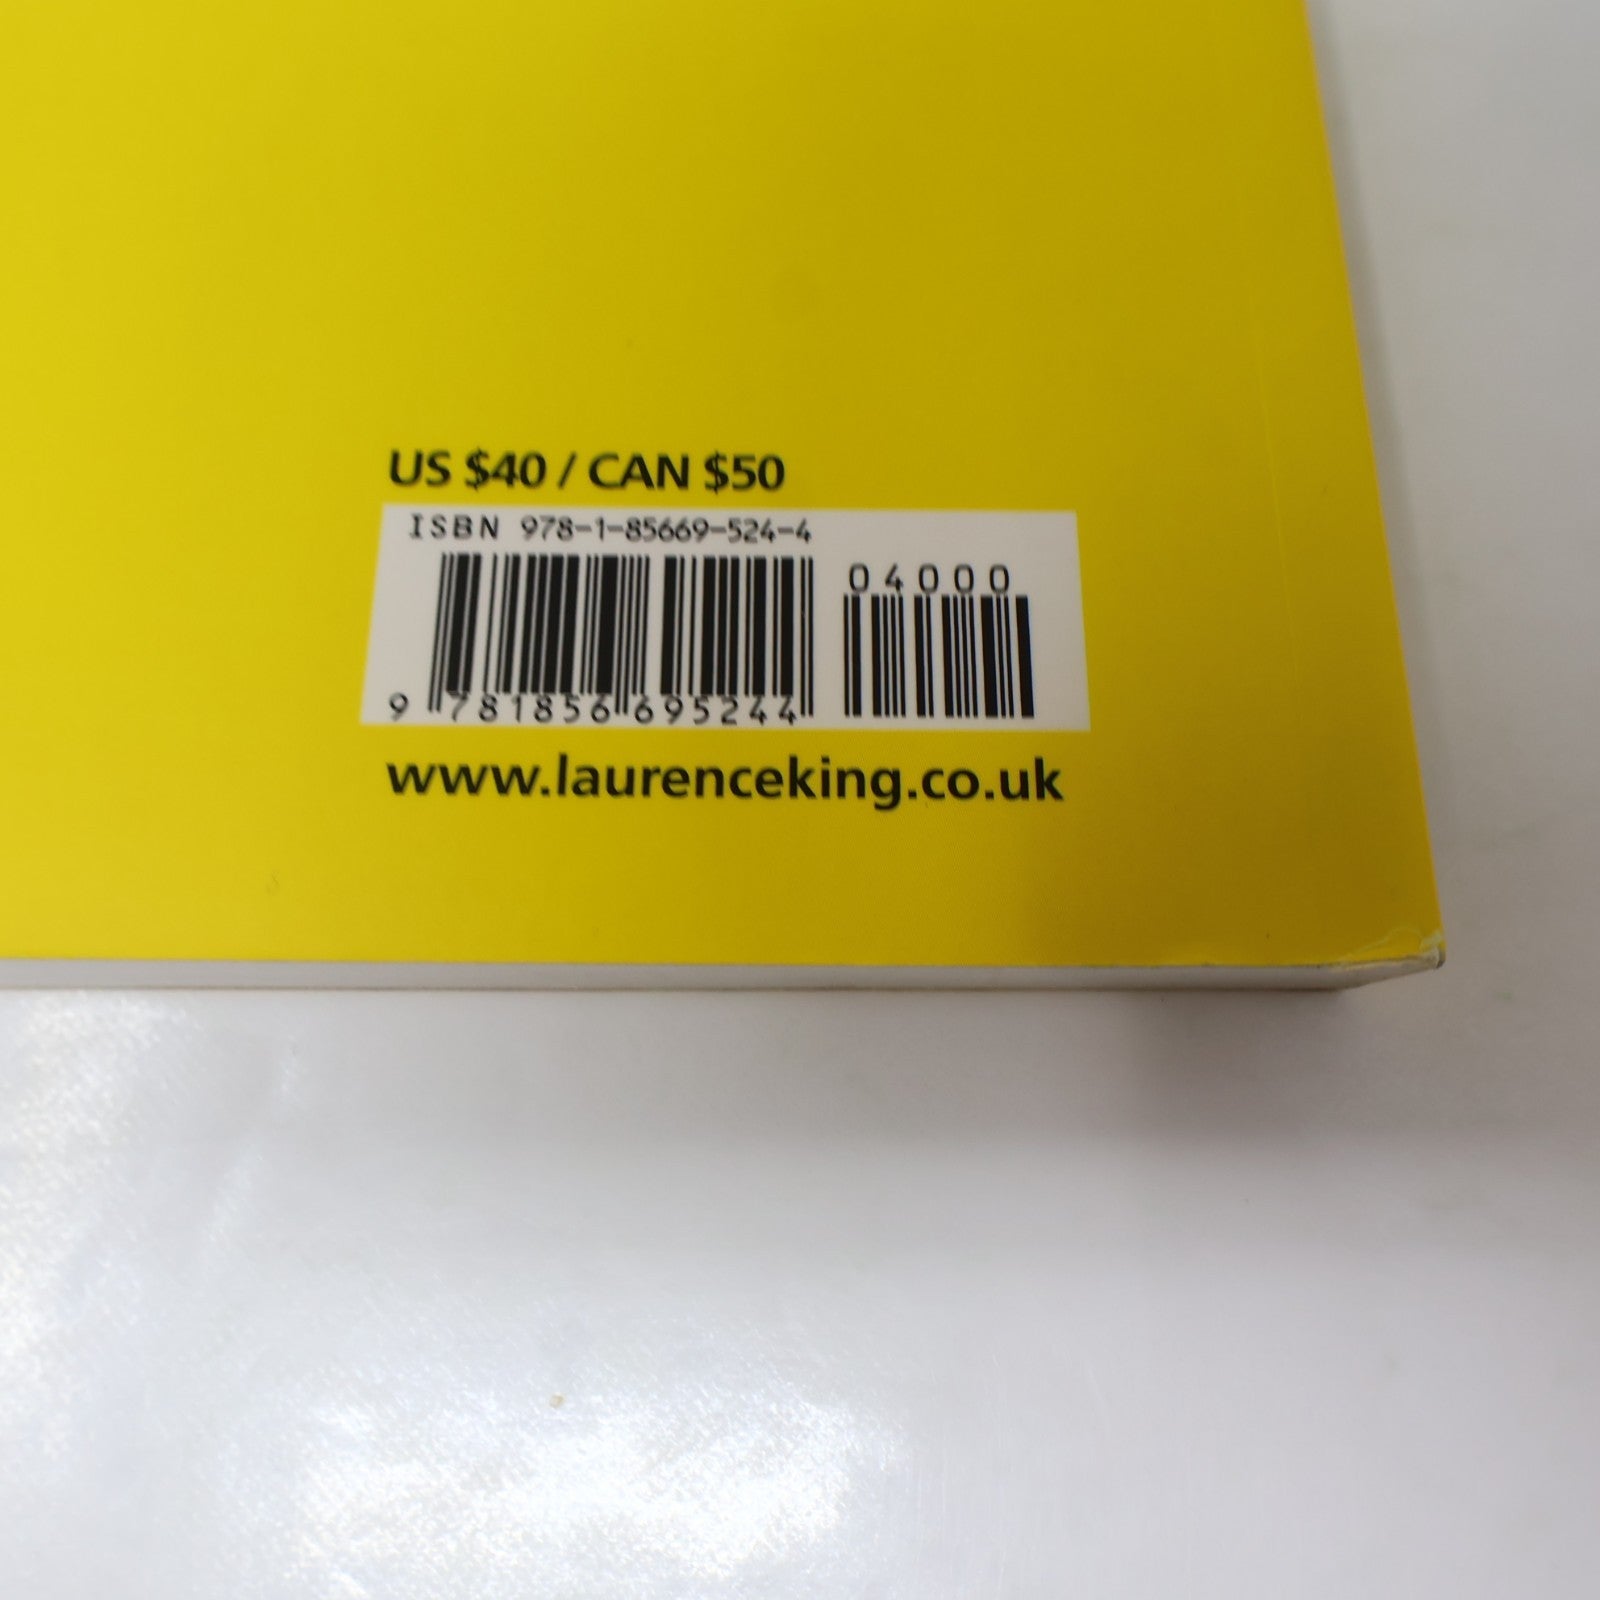 US $40 / CAN $50
ISBN 978-1-85669-524-4
04000
9 781856 695244
www.laurenceking.co.uk